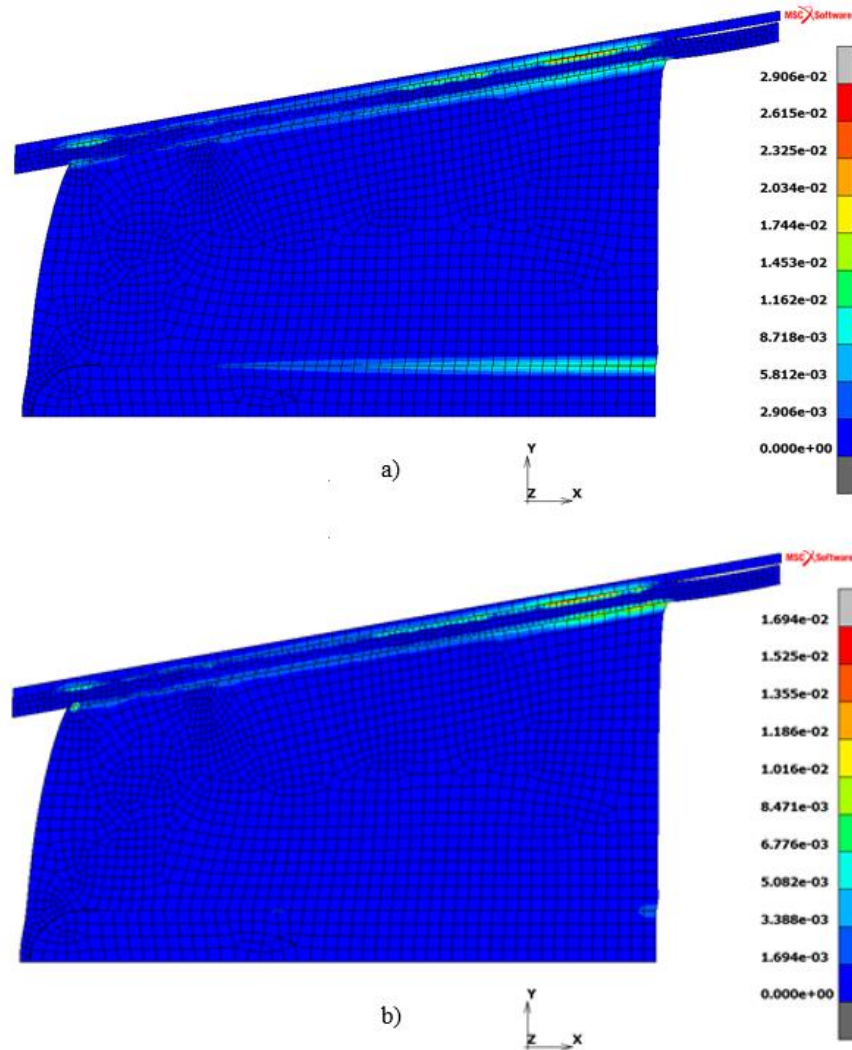 MSC Software
2.906e-02
2.615e-02
2.325e-02
2.034e-02
1.744e-02
1.453e-02
1.162e-02
8.718e-03
5.812e-03
2.906e-03
0.000e+00
Y
Z X
a)
MSC Software
1.694e-02
1.525e-02
1.355e-02
1.186e-02
1.016e-02
8.471e-03
6.776e-03
5.082e-03
3.388e-03
1.694e-03
0.000e+00
Y
Z X
b)